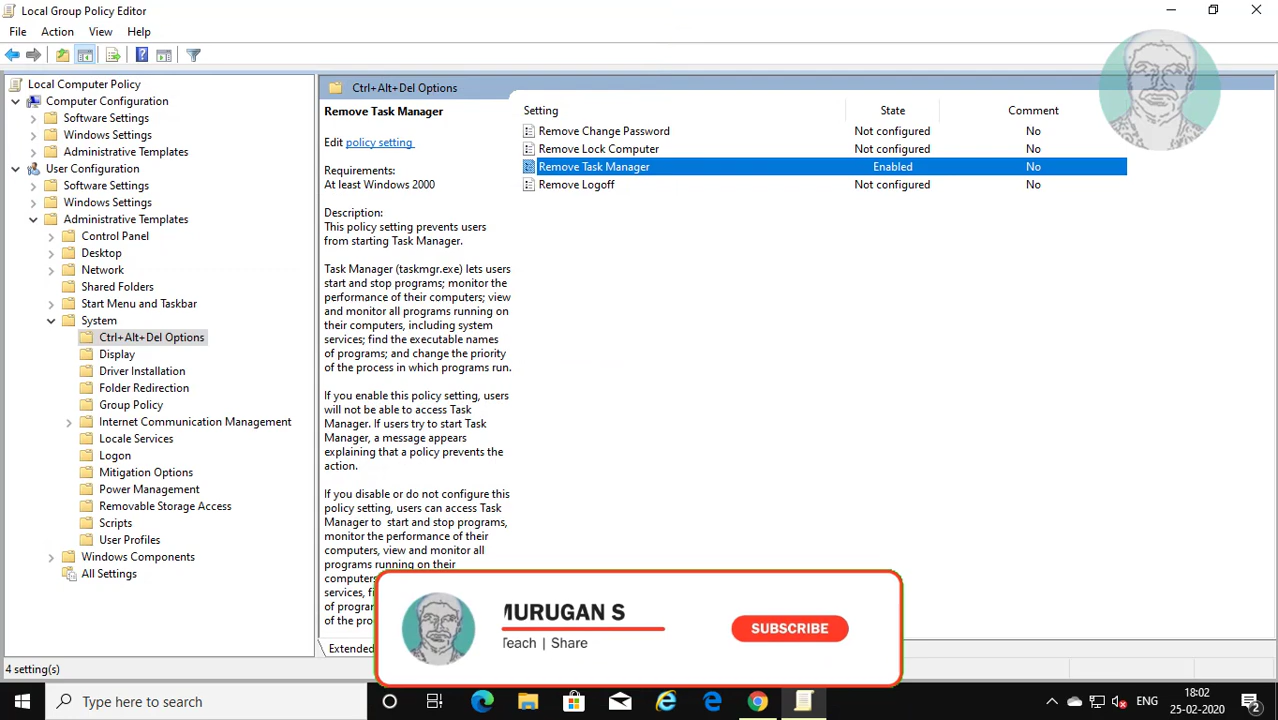 Local Group Policy Editor
File Action View Help
Local Computer Policy
Computer Configuration
Software Settings
Windows Settings
Administrative Templates
User Configuration
Software Settings
Windows Settings
Administrative Templates
Control Panel
Desktop
Network
Shared Folders
Start Menu and Taskbar
System
Ctrl+Alt+Del Options
Display
Driver Installation
Folder Redirection
Group Policy
Internet Communication Management
Locale Services
Logon
Mitigation Options
Power Management
Removable Storage Access
Scripts
User Profiles
Windows Components
All Settings
Ctrl+Alt+Del Options
Remove Task Manager
Edit policy setting
Requirements:
At least Windows 2000
Description:
This policy setting prevents users
from starting Task Manager.
Task Manager (taskmgr.exe) lets users
start and stop programs; monitor the
performance of their computers; view
and monitor all programs running on
their computers, including system
services; find the executable names
of programs; and change the priority
of the process in which programs run.
If you enable this policy setting, users
will not be able to access Task
Manager. If users try to start Task
Manager, a message appears
explaining that a policy prevents the
action.
If you disable or do not configure this
policy setting, users can access Task
Manager to start and stop programs,
monitor the performance of their
computers, view and monitor all
programs running on their
computers
services, fi
of program
of the pro
Setting State Comment
Remove Change Password Not configured No
Remove Lock Computer Not configured No
Remove Task Manager Enabled No
Remove Logoff Not configured No
Extended
MURUGAN S
Teach | Share
SUBSCRIBE
4 setting(s)
Type here to search
ENG
18:02
25-02-2020
2